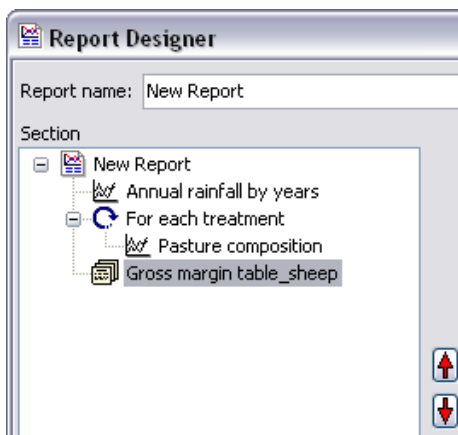 Report Designer
Report name: New Report
Section
New Report
Annual rainfall by years
For each treatment
Pasture composition
Gross margin table_sheep